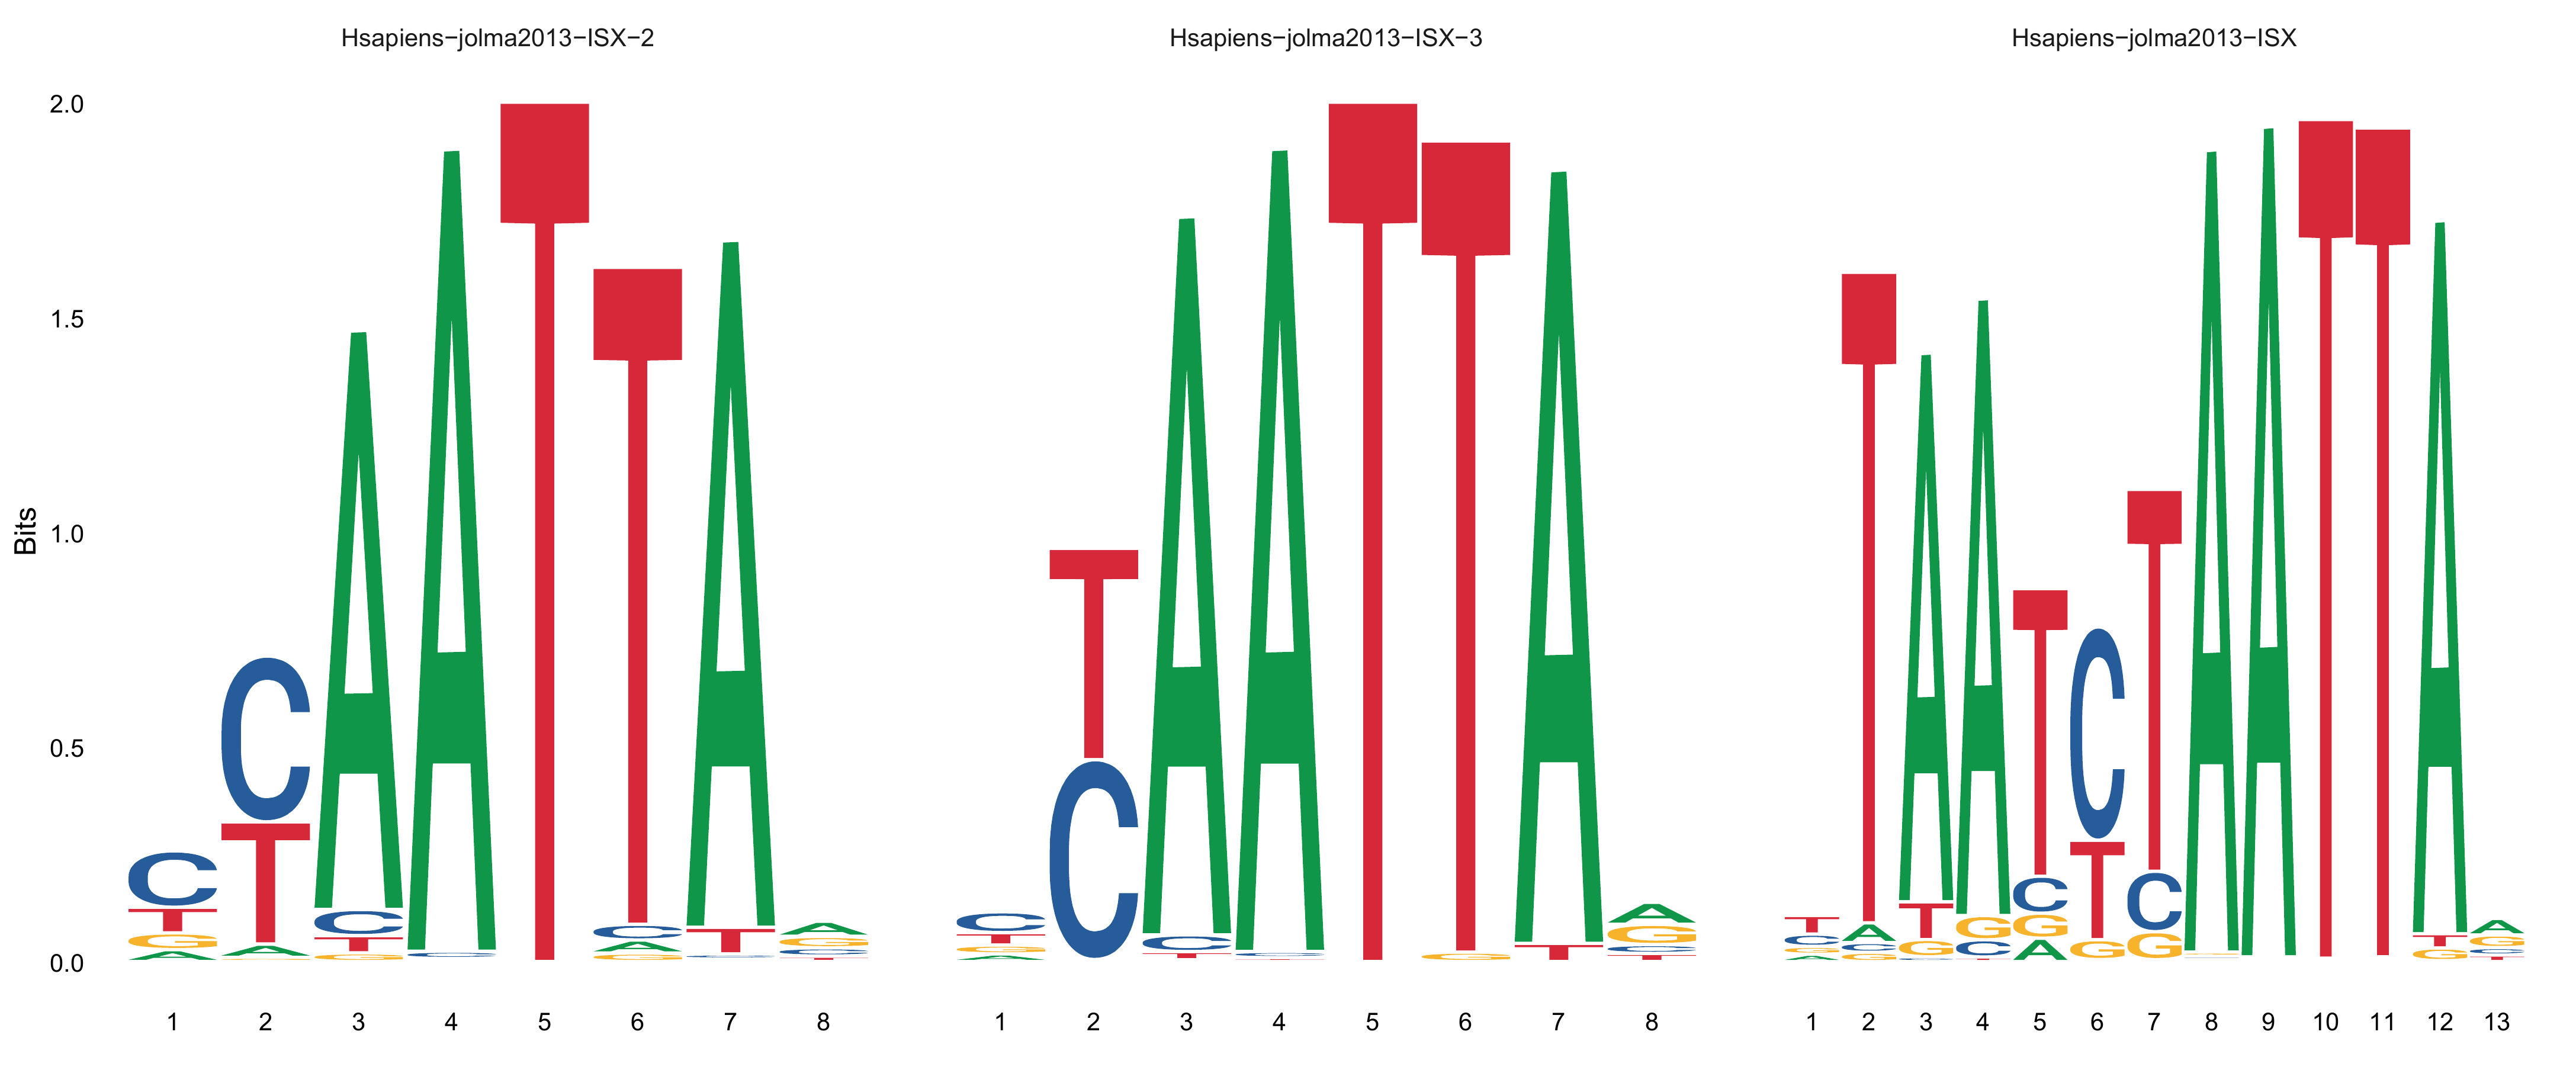 Hsapiens−jolma2013−ISX−2
Hsapiens−jolma2013−ISX−3
Hsapiens−jolma2013−ISX
2.0
1.5
1.0
0.5
0.0
Bits
1 2 3 4 5 6 7 8
1 2 3 4 5 6 7 8
1 2 3 4 5 6 7 8 9 10 11 12 13
C T G A
C T A
A C T G
A C
T
T C A G
A T C
A G C T
C T G A
T C
A C T
A C
T
T G
A T
A G C T
T C G A
T A C G
A T G C
A G C T
T C G A
C T G
T C G
A
A
T
T
A T G
A G C T